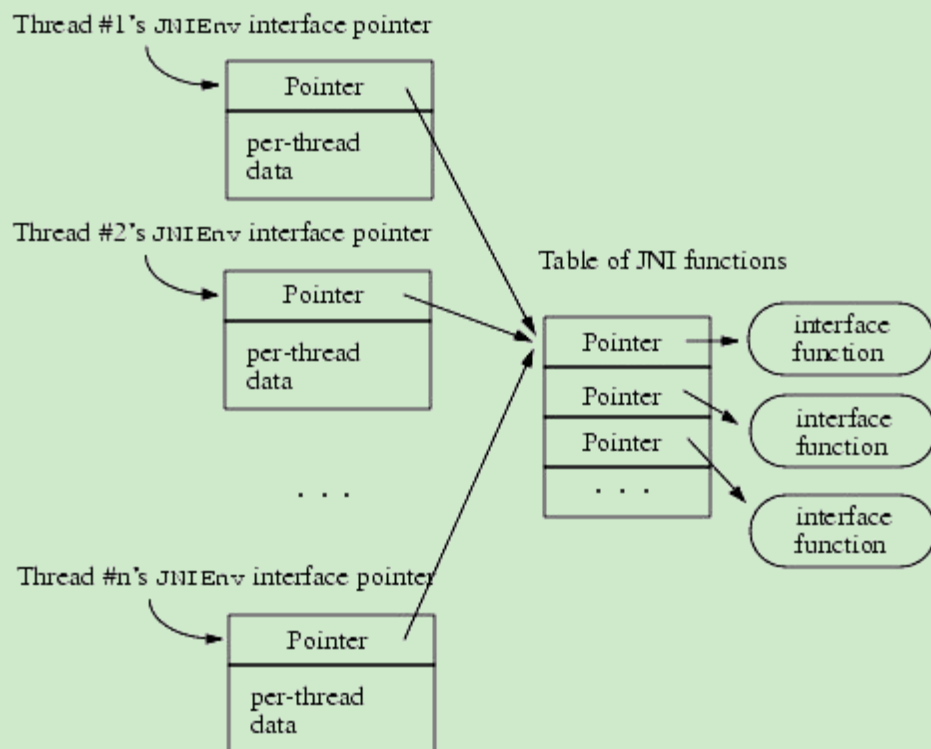 Thread #1's JNIEnv interface pointer
Pointer
per-thread
data
Thread #2's JNIEnv interface pointer
Pointer
per-thread
data
. . .
Thread #n's JNIEnv interface pointer
Pointer
per-thread
data
Table of JNI functions
Pointer
Pointer
Pointer
. . .
interface
function
interface
function
interface
function